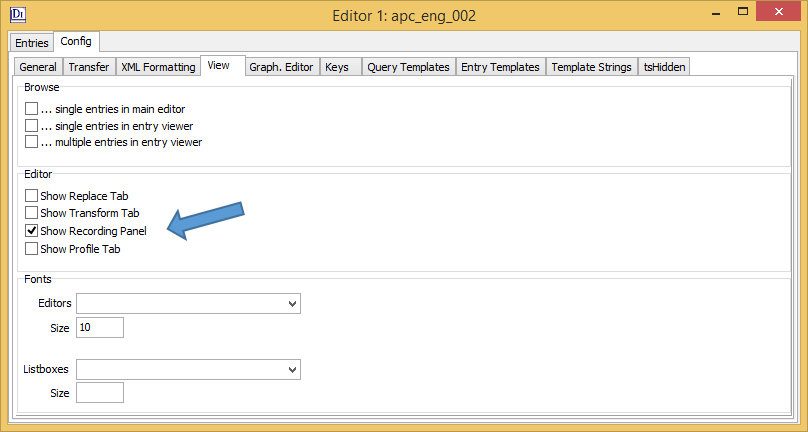 DI Editor 1: apc_eng_002
Entries Config
General Transfer XML Formatting View Graph. Editor Keys Query Templates Entry Templates Template Strings tsHidden
Browse
... single entries in main editor
... single entries in entry viewer
... multiple entries in entry viewer
Editor
Show Replace Tab
Show Transform Tab
Show Recording Panel
Show Profile Tab
Fonts
Editors
Size 10
Listboxes
Size